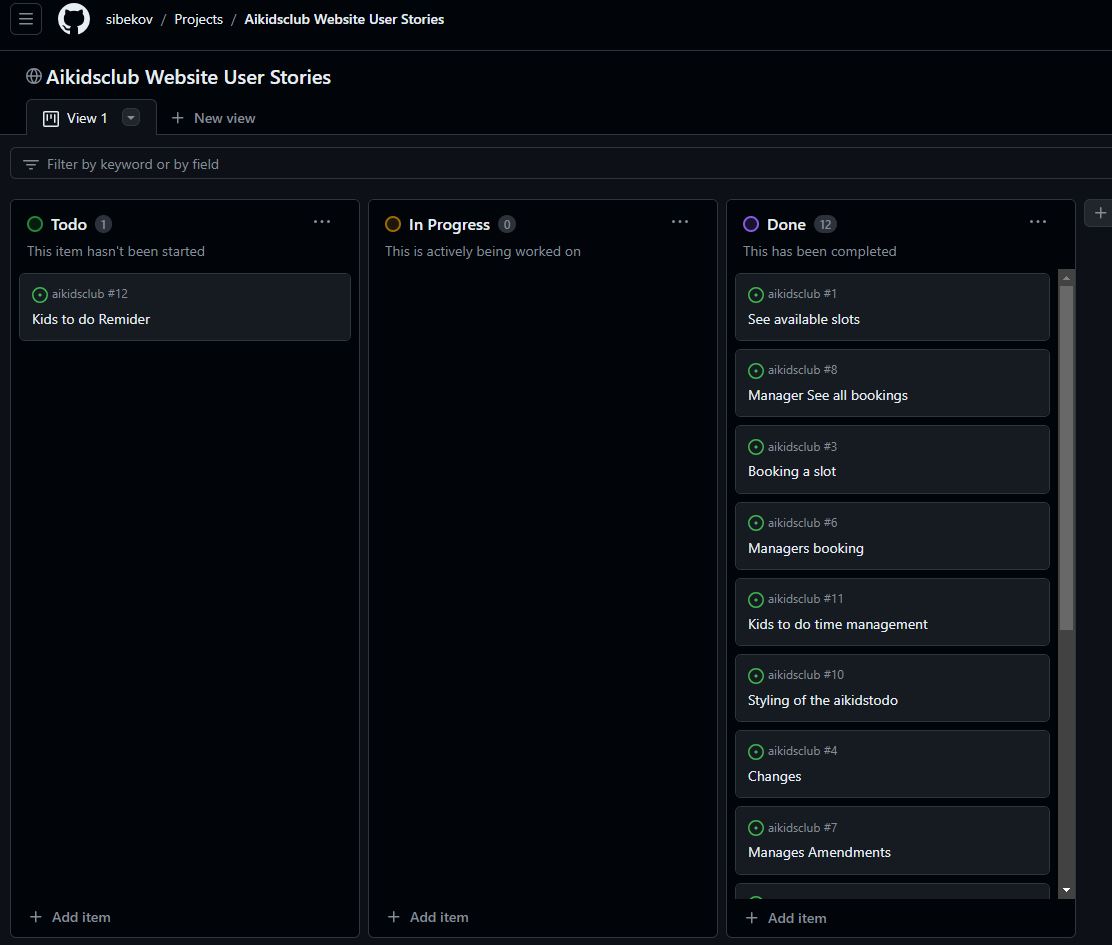 sibekov / Projects / Aikidsclub Website User Stories
Aikidsclub Website User Stories
View 1
New view
Filter by keyword or by field
Todo 1
This item hasn't been started
aikidsclub #12
Kids to do Remider
Add item
In Progress 0
This is actively being worked on
Add item
Done 12
This has been completed
aikidsclub #1
See available slots
aikidsclub #8
Manager See all bookings
aikidsclub #3
Booking a slot
aikidsclub #6
Managers booking
aikidsclub #11
Kids to do time management
aikidsclub #10
Styling of the aikidstodo
aikidsclub #4
Changes
aikidsclub #7
Manages Amendments
Add item